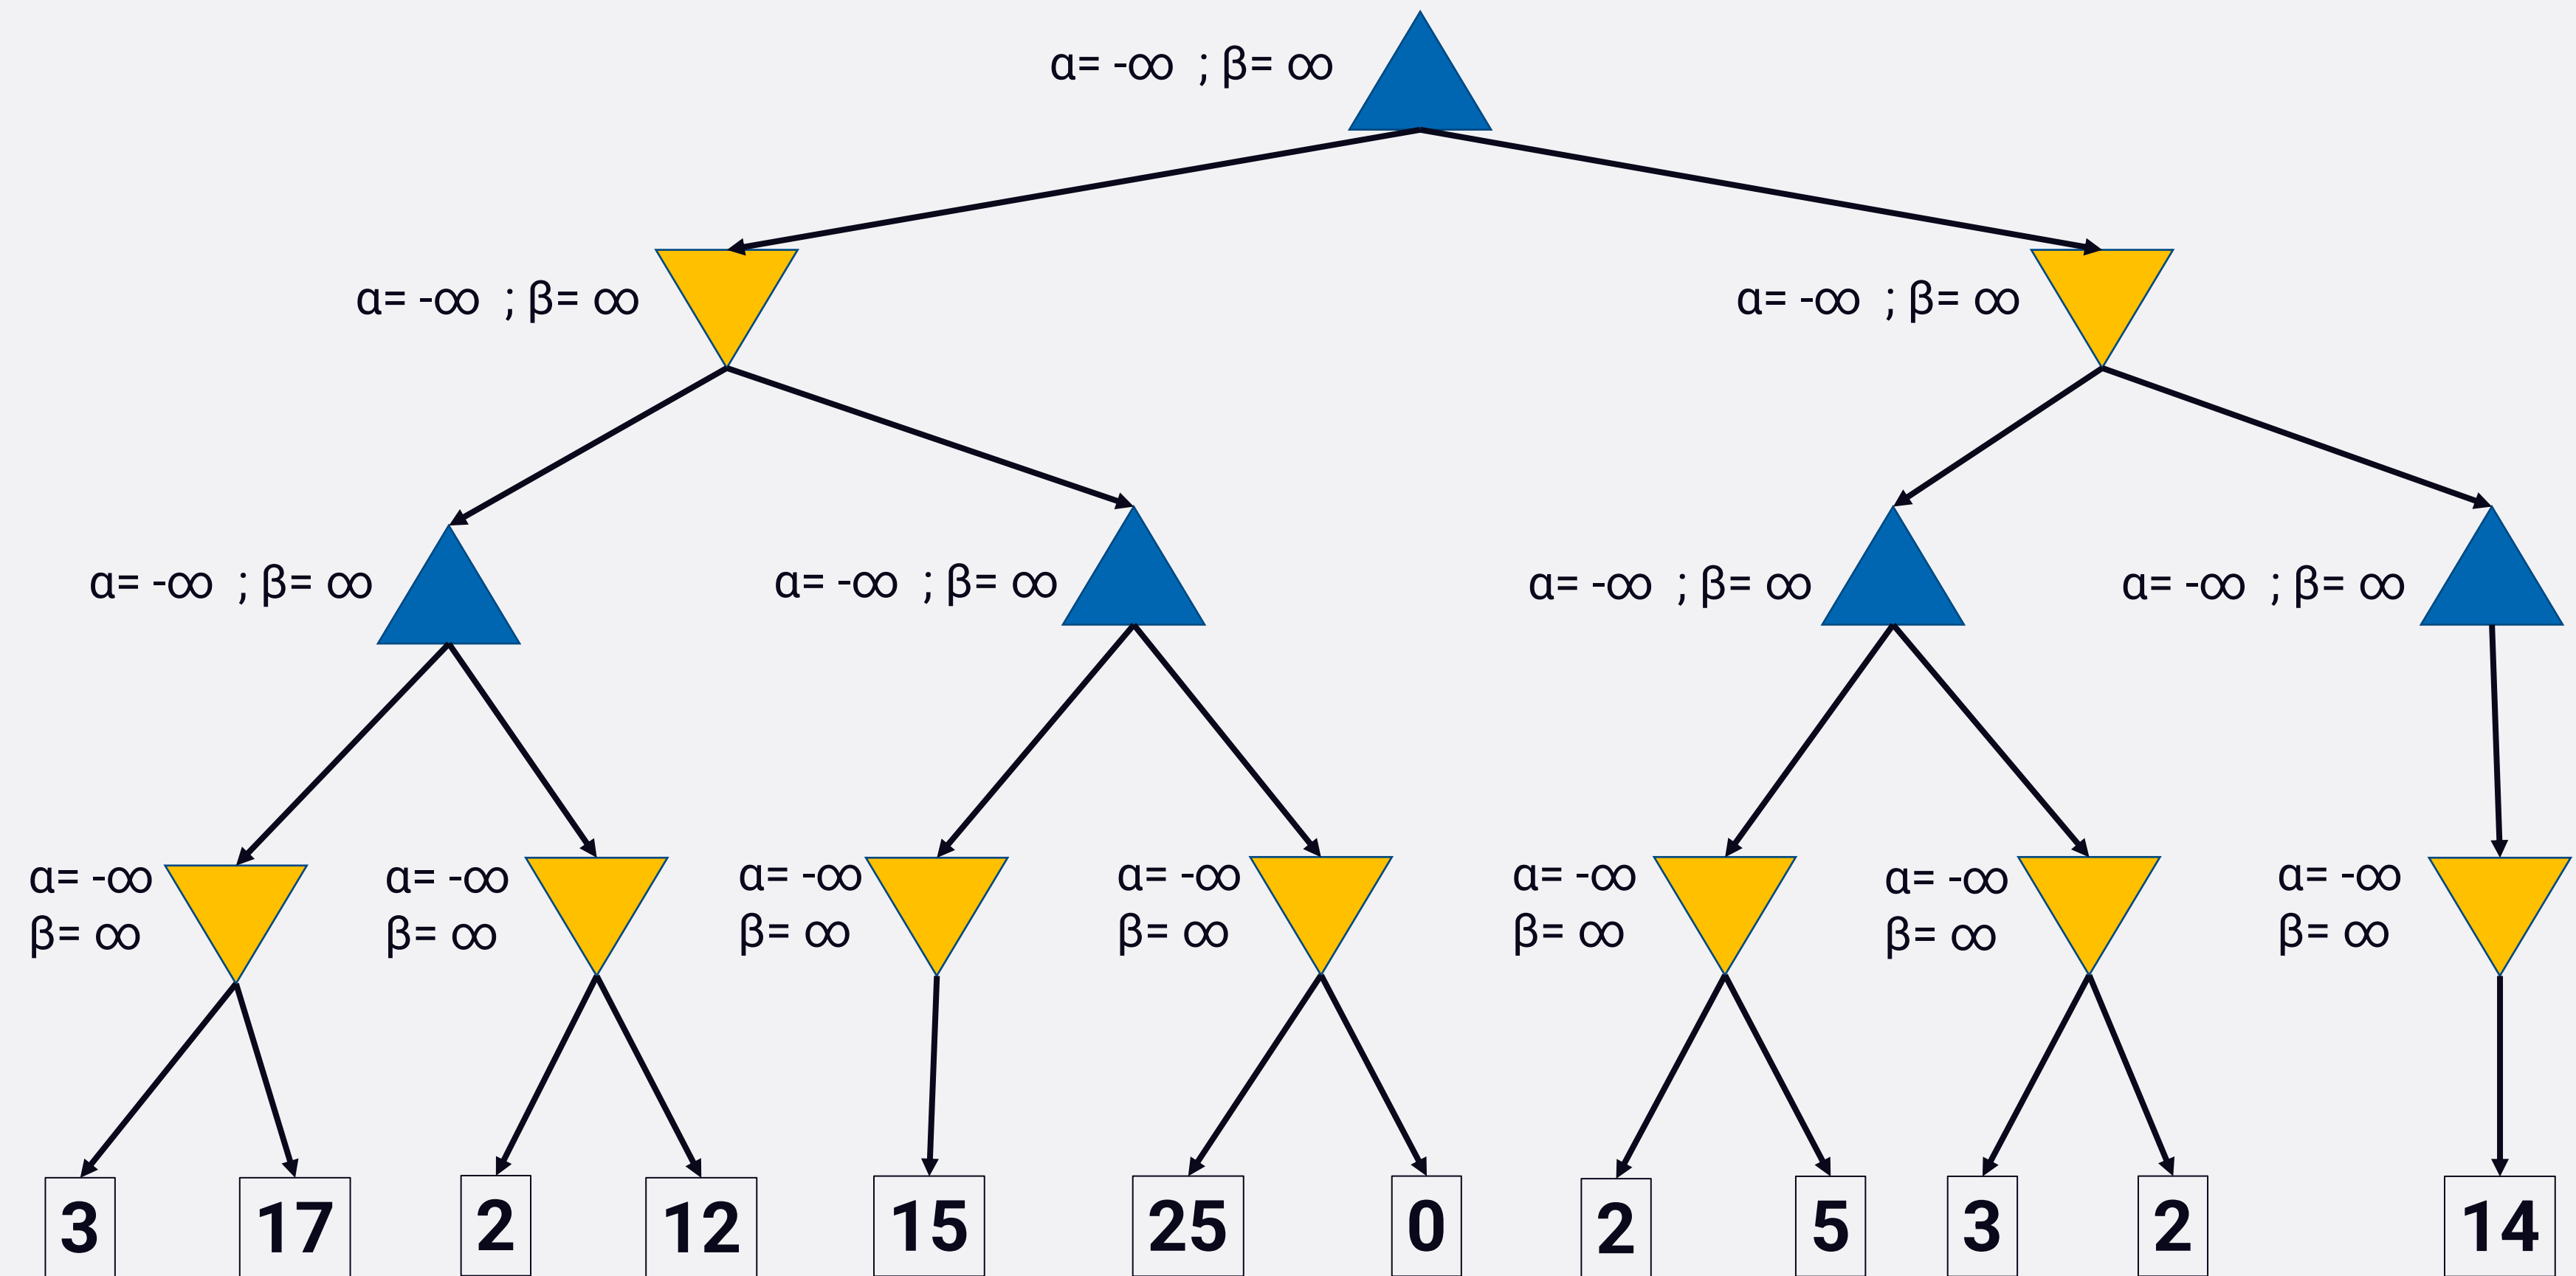 α= -∞ ; β= ∞
α= -∞ ; β= ∞
α= -∞ ; β= ∞
α= -∞ ; β= ∞
α= -∞ ; β= ∞
α= -∞ ; β= ∞
α= -∞ ; β= ∞
α= -∞
β= ∞
α= -∞
β= ∞
α= -∞
β= ∞
α= -∞
β= ∞
α= -∞
β= ∞
α= -∞
β= ∞
α= -∞
β= ∞
3 17 2 12 15 25 0 2 5 3 2 14